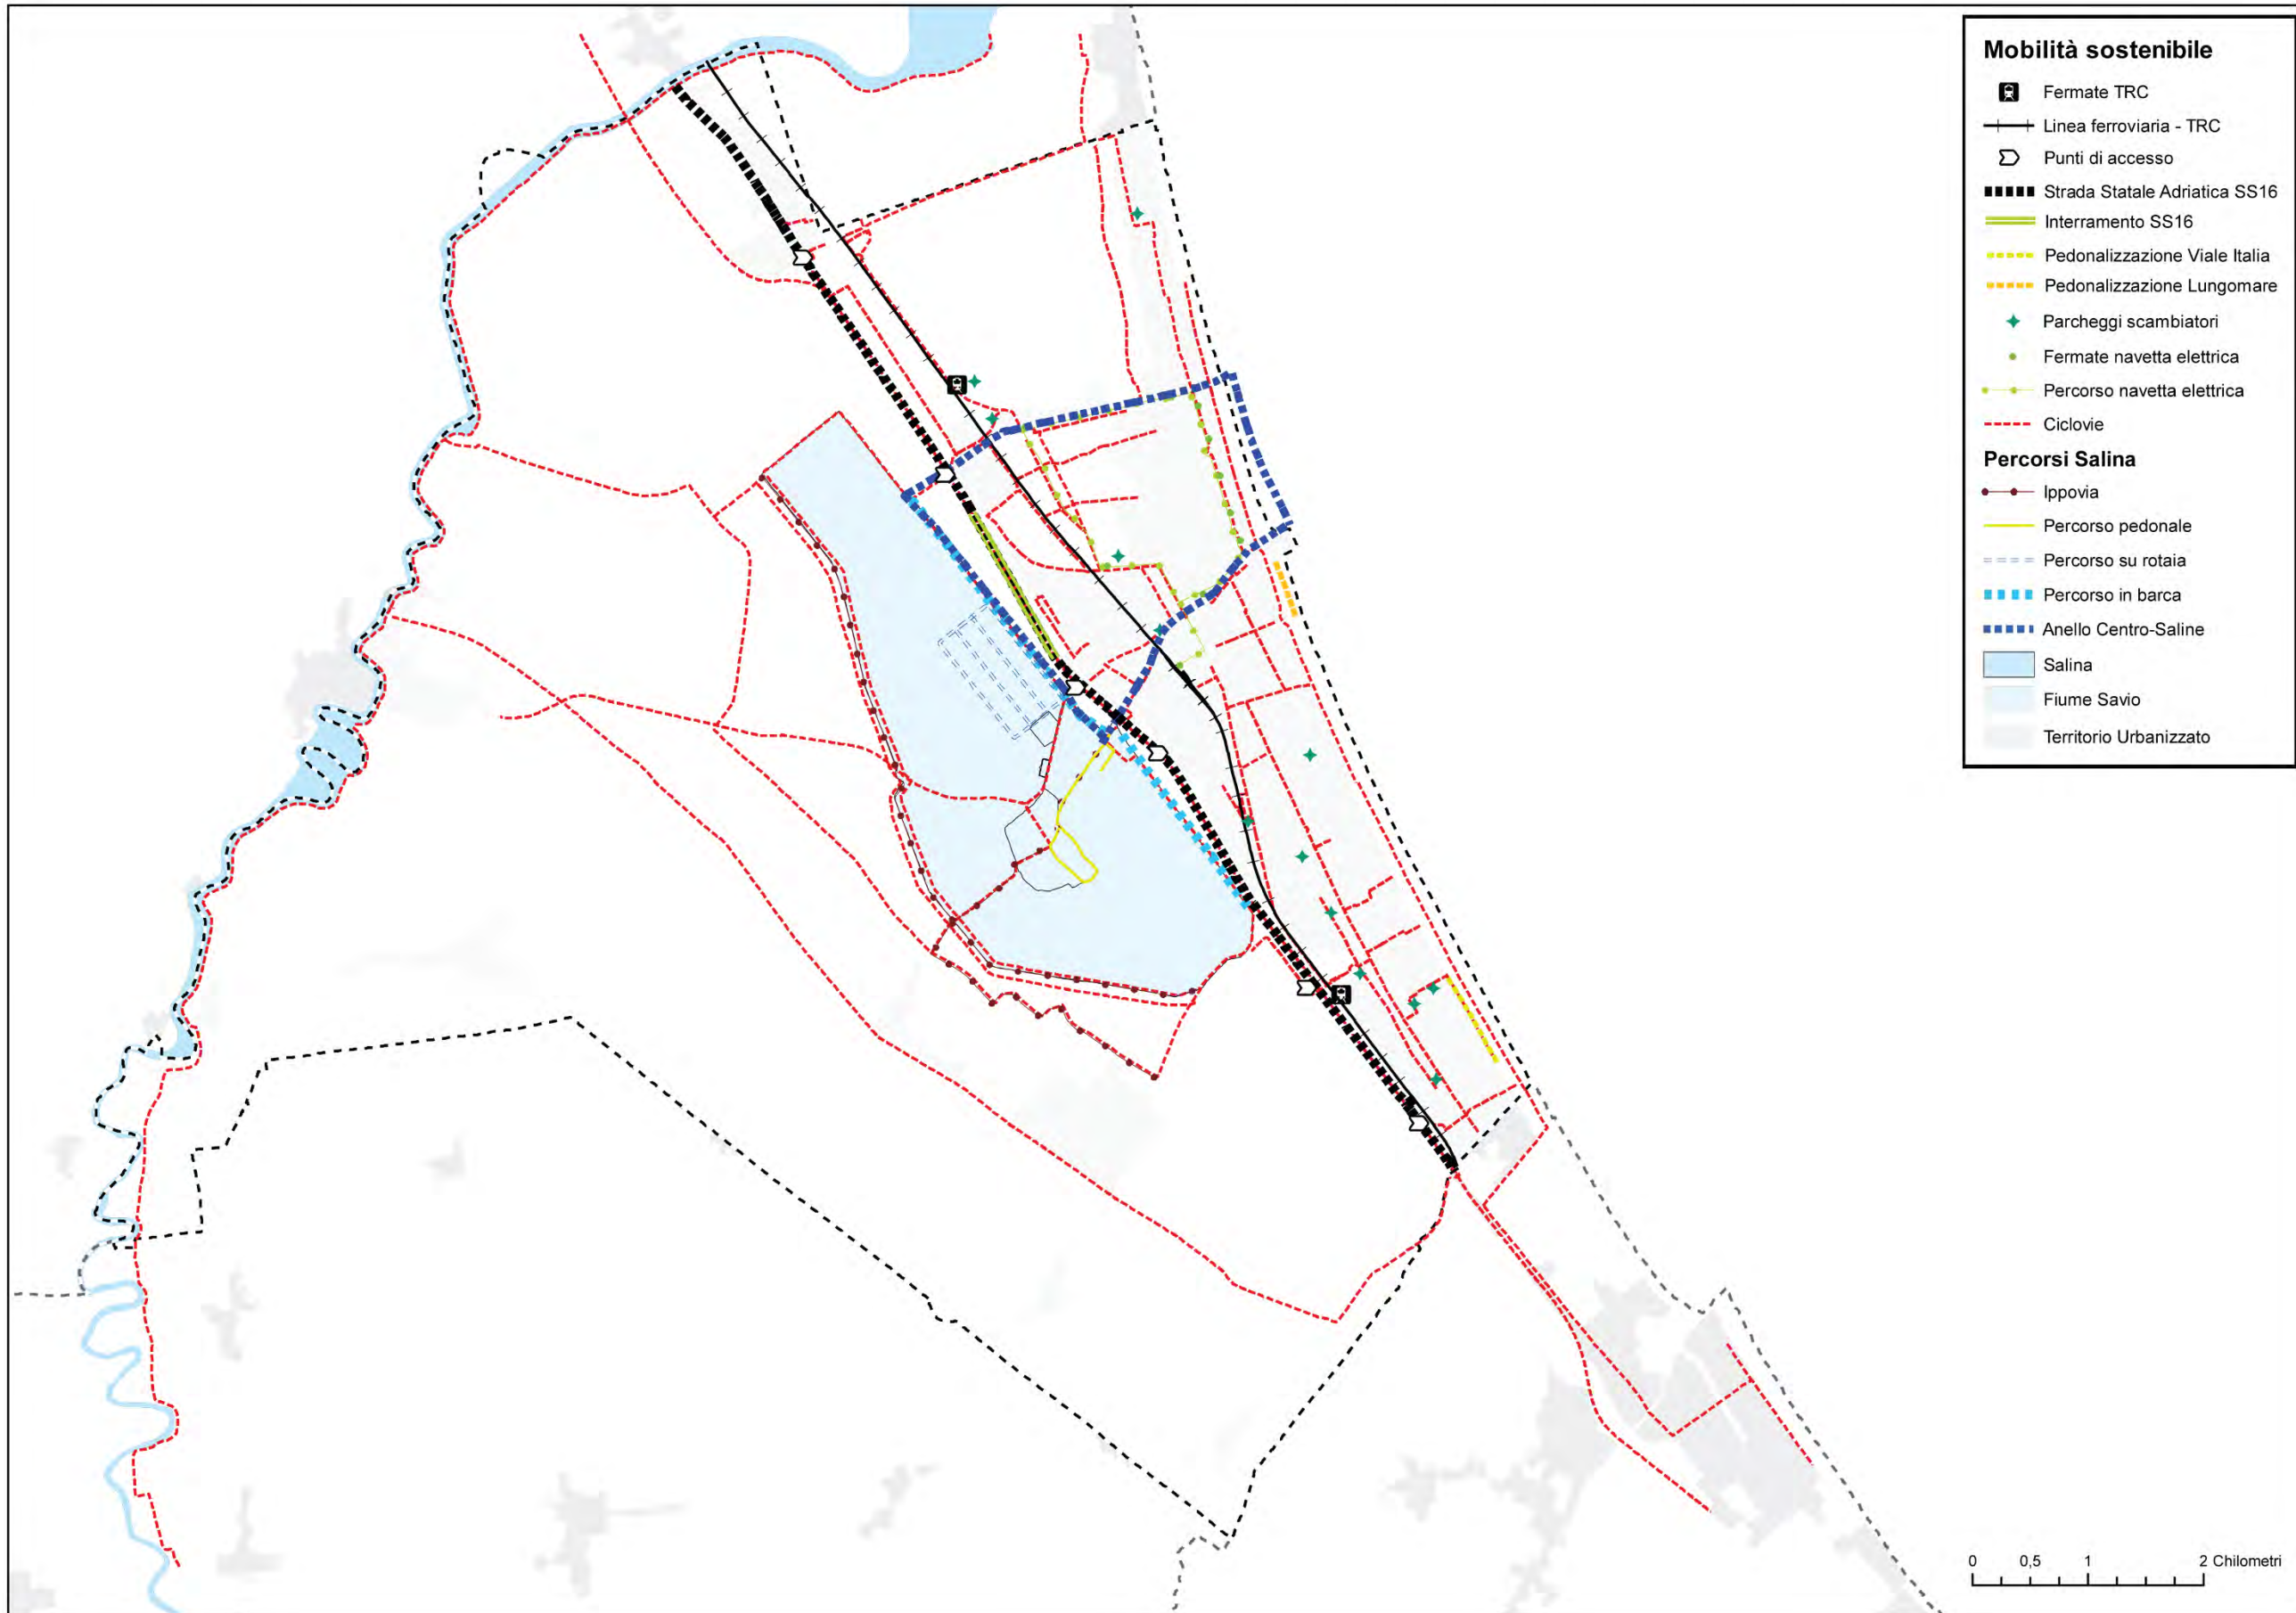 Mobilità sostenibile
Fermate TRC
Linea ferroviaria - TRC
Punti di accesso
Strada Statale Adriatica SS16
Interramento SS16
Pedonalizzazione Viale Italia
Pedonalizzazione Lungomare
Parcheggi scambiatori
Fermate navetta elettrica
Percorso navetta elettrica
Ciclovie
Percorsi Salina
Ippovia
Percorso pedonale
Percorso su rotaia
Percorso in barca
Anello Centro-Saline
Salina
Fiume Savio
Territorio Urbanizzato
0 0,5 1 2 Chilometri